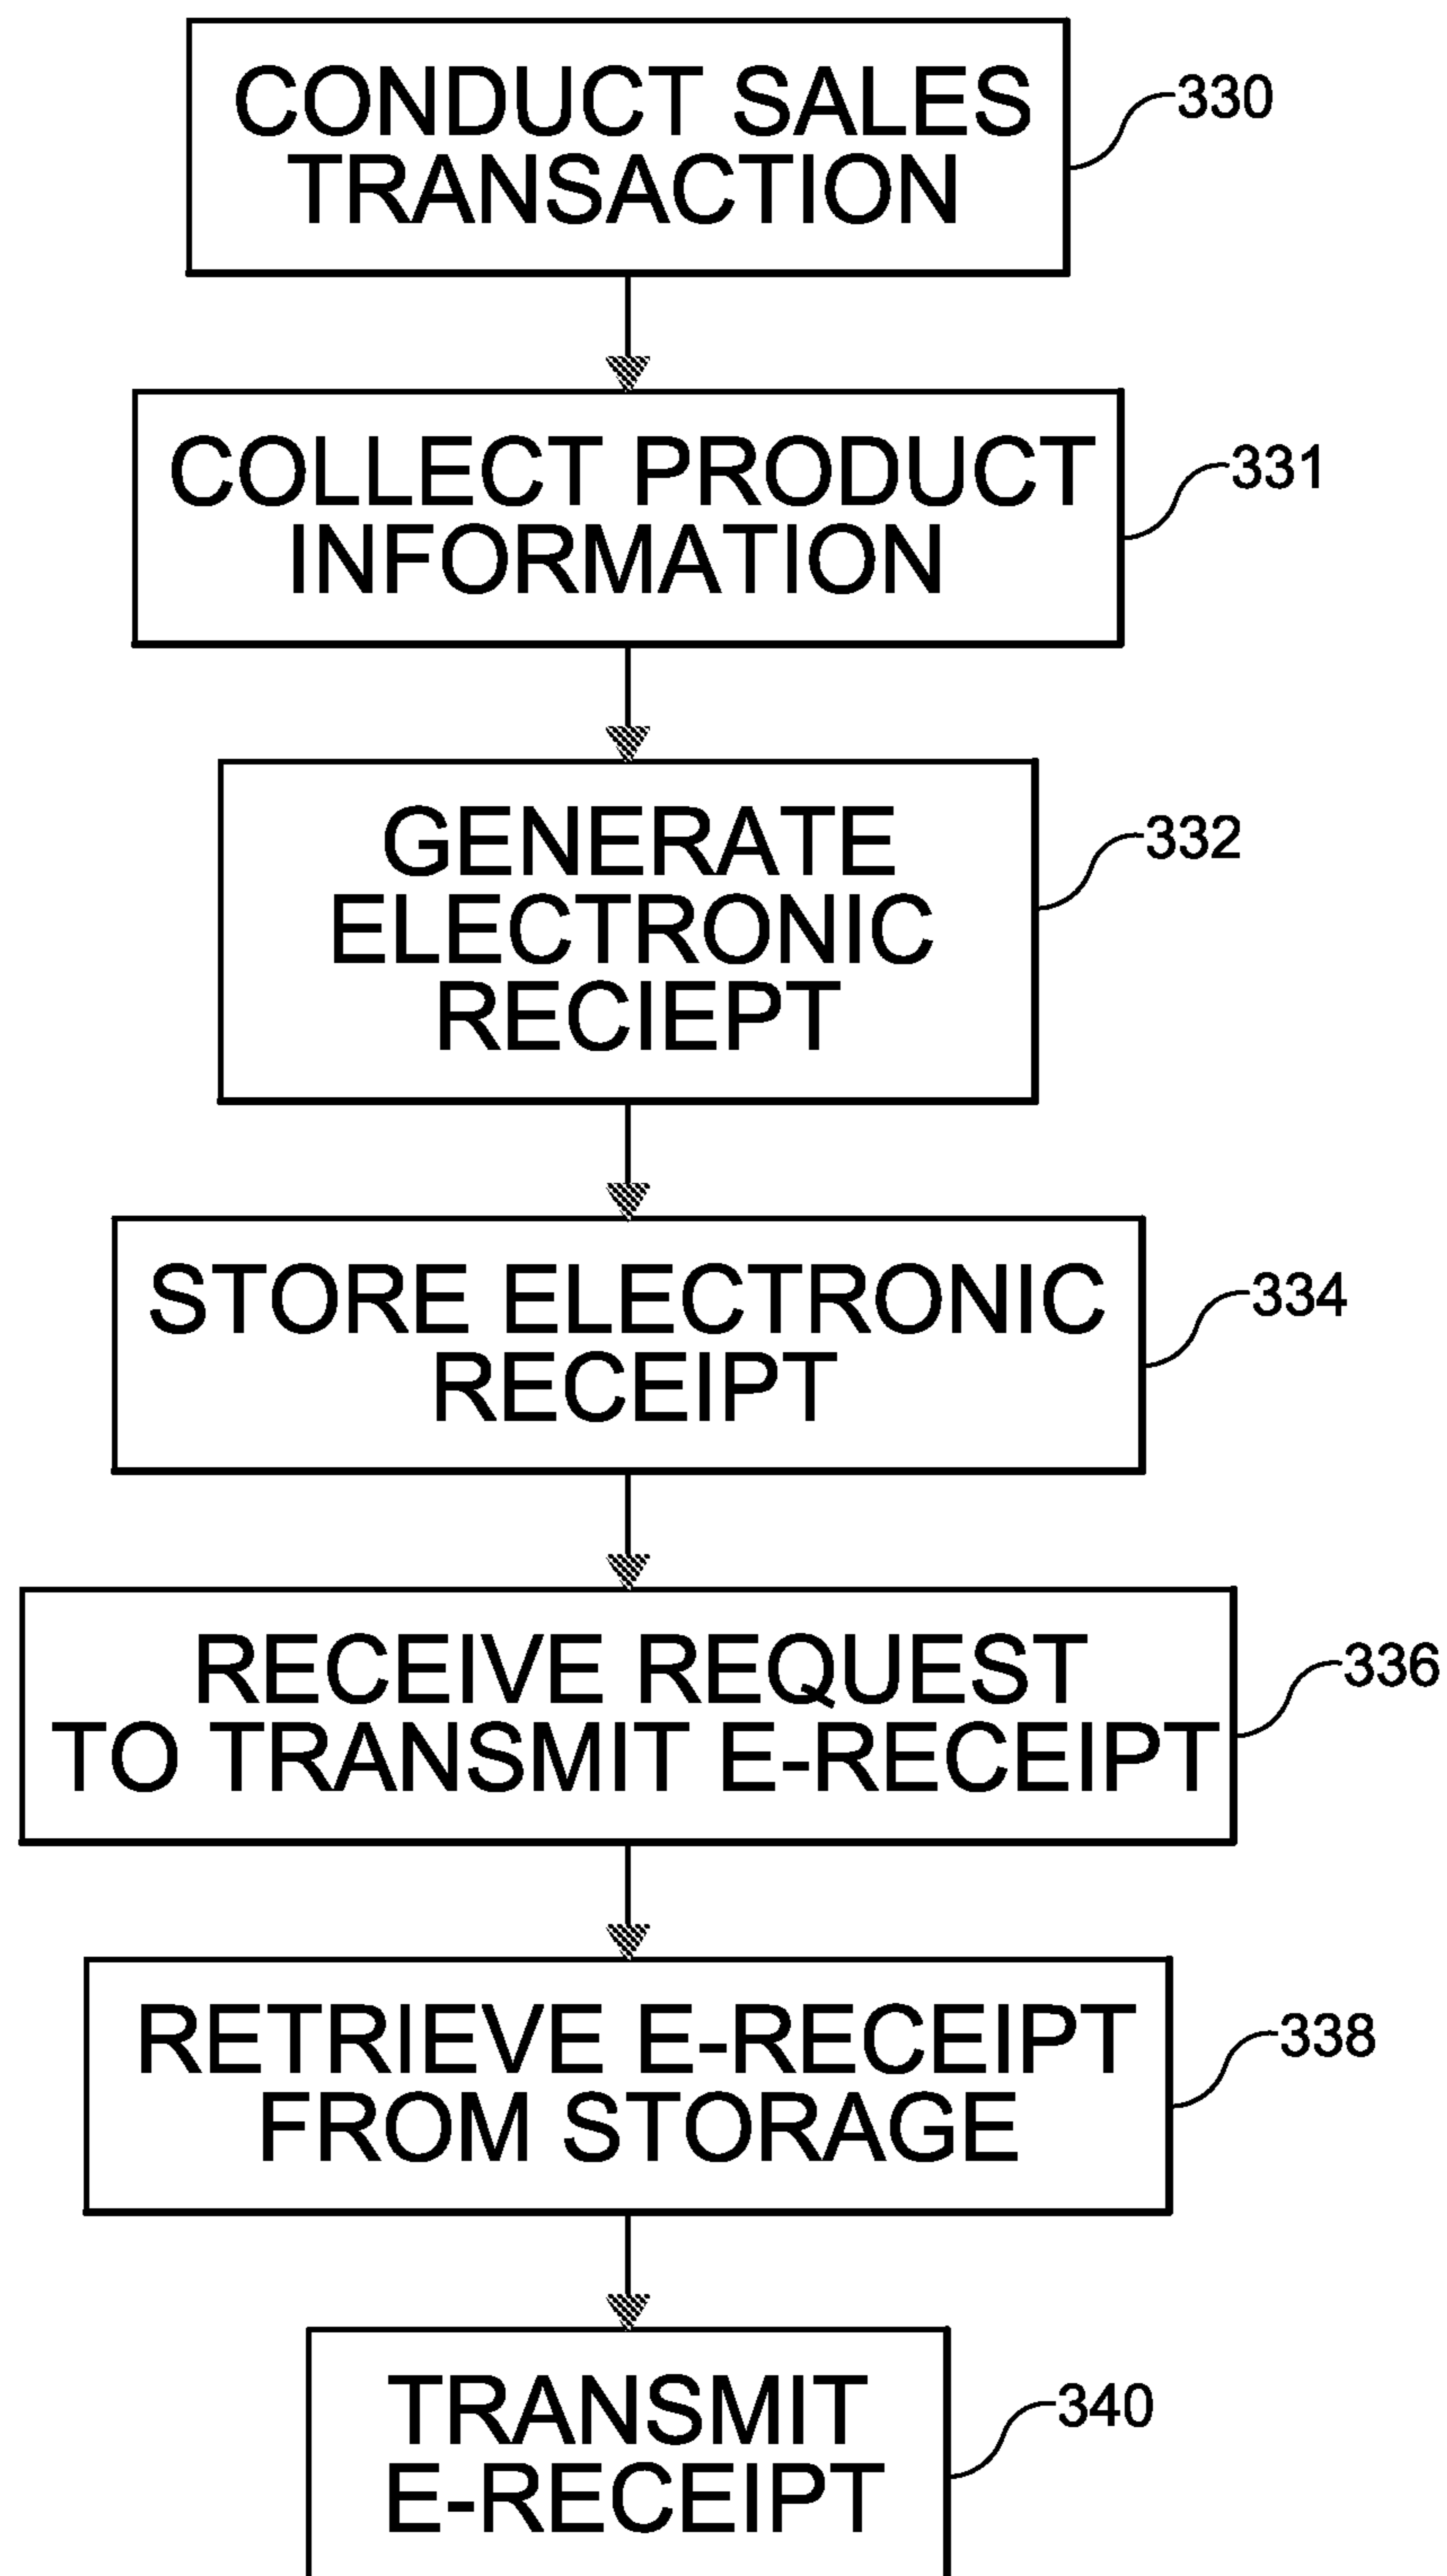 CONDUCT SALES
TRANSACTION
330
COLLECT PRODUCT
INFORMATION
331
GENERATE
ELECTRONIC
RECIEPT
332
STORE ELECTRONIC
RECEIPT
334
RECEIVE REQUEST
TO TRANSMIT E-RECEIPT
336
RETRIEVE E-RECEIPT
FROM STORAGE
338
TRANSMIT
E-RECEIPT
340